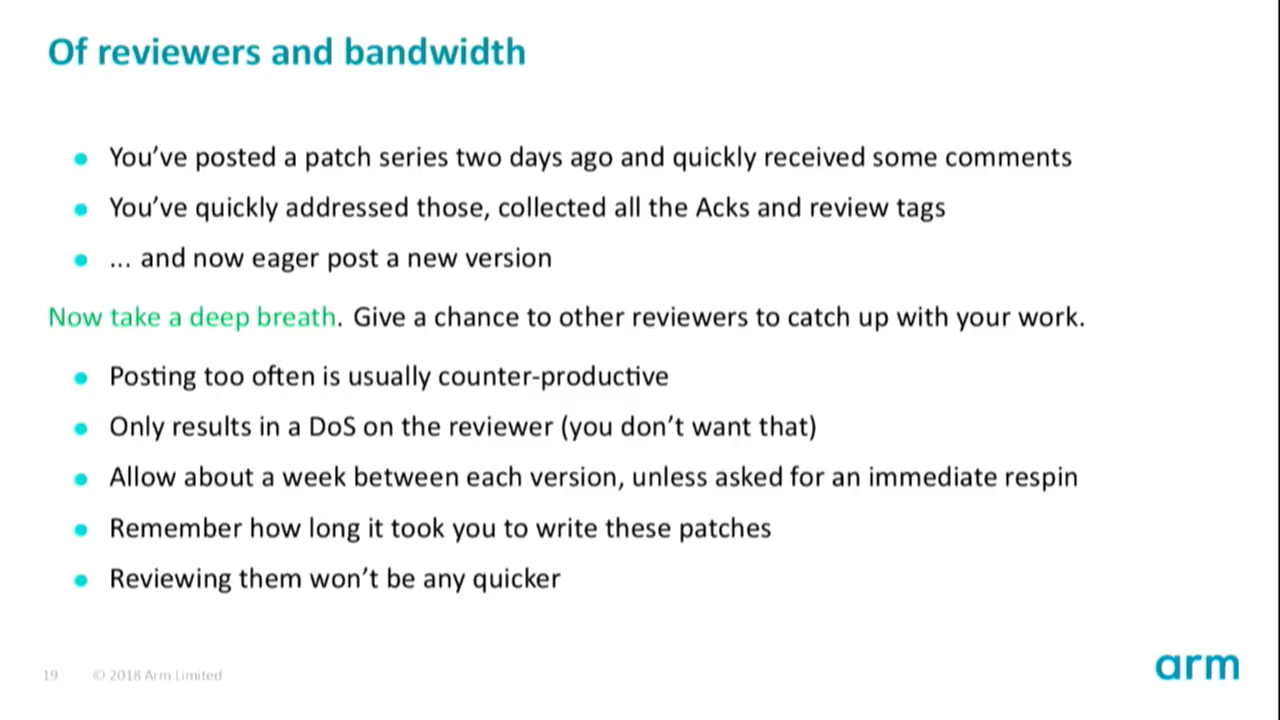 Of reviewers and bandwidth
● You’ve posted a patch series two days ago and quickly received some comments
● You’ve quickly addressed those, collected all the Acks and review tags
● ... and now eager post a new version
Now take a deep breath. Give a chance to other reviewers to catch up with your work.
● Posting too often is usually counter-productive
● Only results in a DoS on the reviewer (you don’t want that)
● Allow about a week between each version, unless asked for an immediate respin
● Remember how long it took you to write these patches
● Reviewing them won’t be any quicker
19 © 2018 Arm Limited
arm